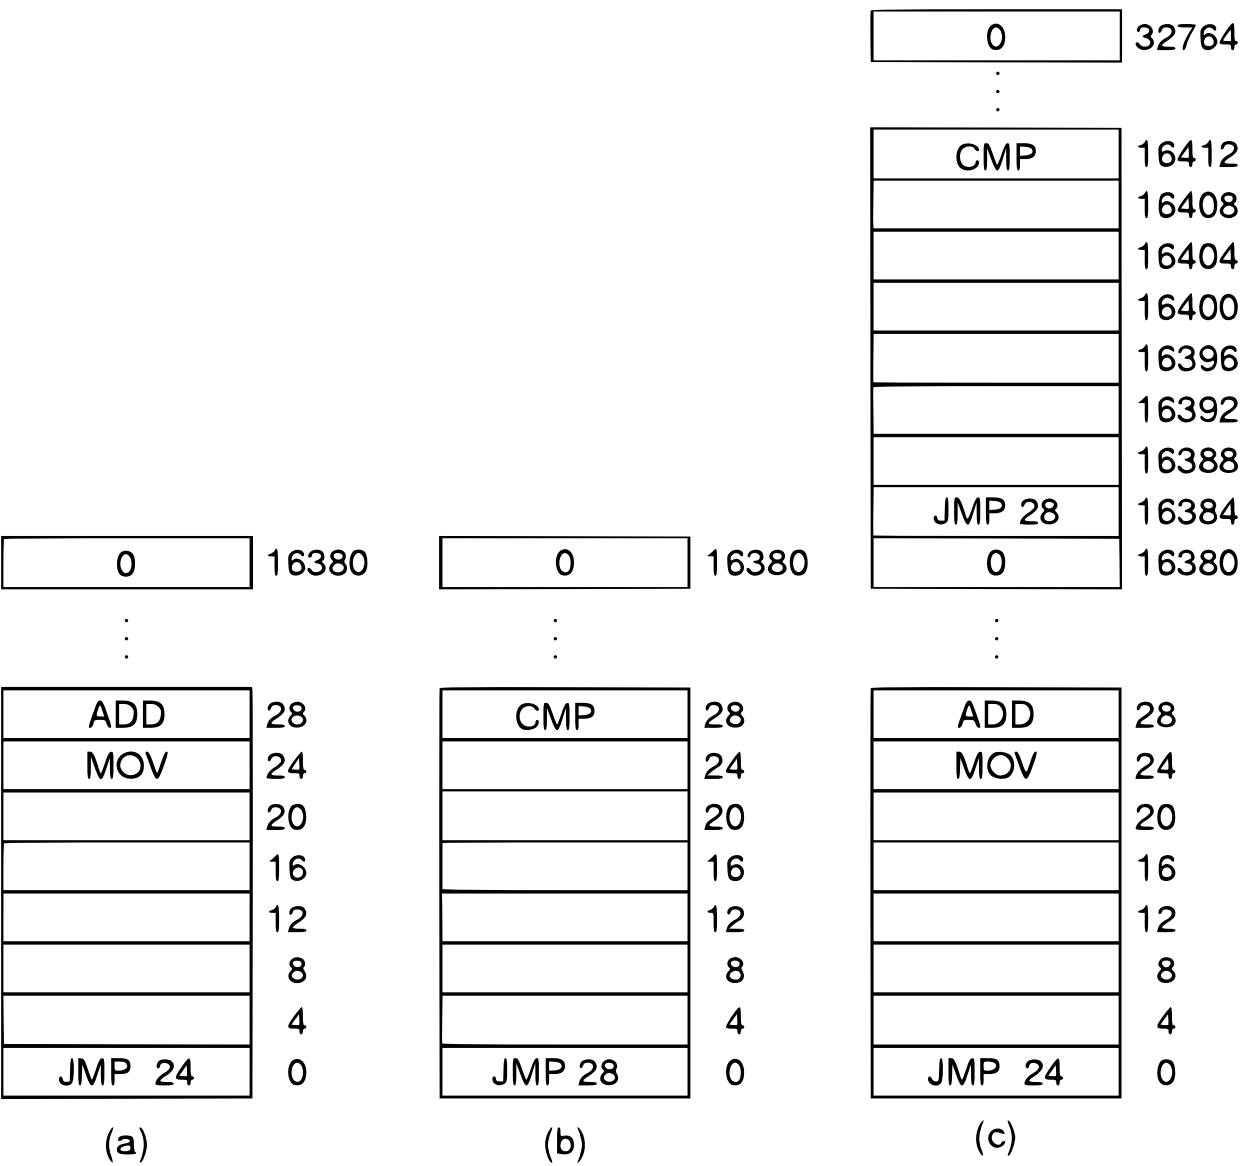 0 32764
CMP 16412
16408
16404
16400
16396
16392
16388
JMP 28 16384
0 16380 0 16380 0 16380
ADD 28 CMP 28 ADD 28
MOV 24 24 MOV 24
20 20 20
16 16 16
12 12 12
8 8 8
4 4 4
JMP 24 0 JMP 28 0 JMP 24 0
(a) (b) (c)